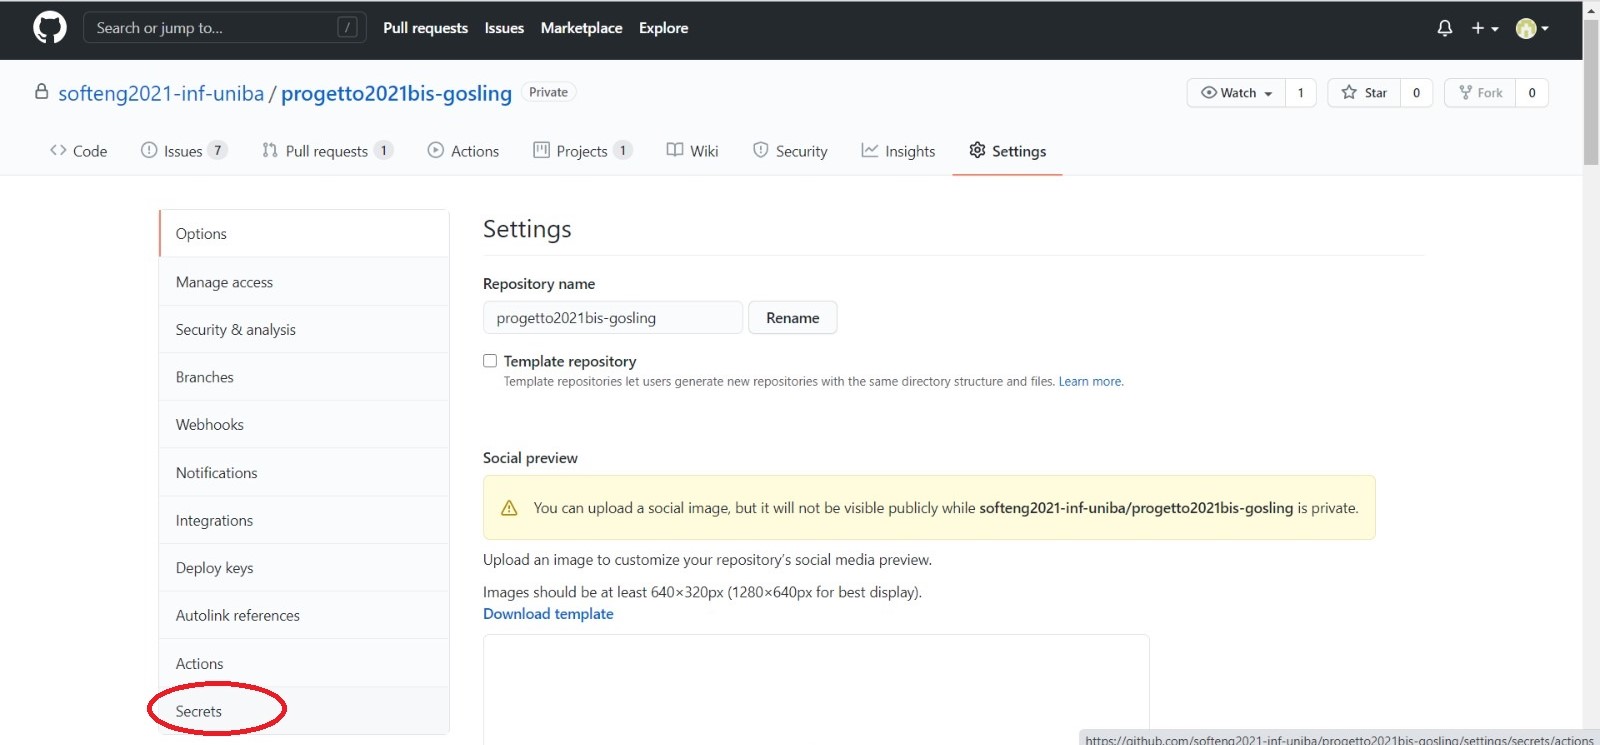 Search or jump to... /
Pull requests Issues Marketplace Explore
softeng2021-inf-uniba / progetto2021bis-gosling Private
Watch 1 Star 0 Fork 0
Code Issues 7 Pull requests 1 Actions Projects 1 Wiki Security Insights Settings
Options
Manage access
Security & analysis
Branches
Webhooks
Notifications
Integrations
Deploy keys
Autolink references
Actions
Secrets
Settings
Repository name
progetto2021bis-gosling Rename
Template repository
Template repositories let users generate new repositories with the same directory structure and files. Learn more.
Social preview
You can upload a social image, but it will not be visible publicly while softeng2021-inf-uniba/progetto2021bis-gosling is private.
Upload an image to customize your repository's social media preview.
Images should be at least 640×320px (1280×640px for best display).
Download template
https://github.com/softeng2021-inf-uniba/progetto2021bis-gosling/settings/secrets/actions